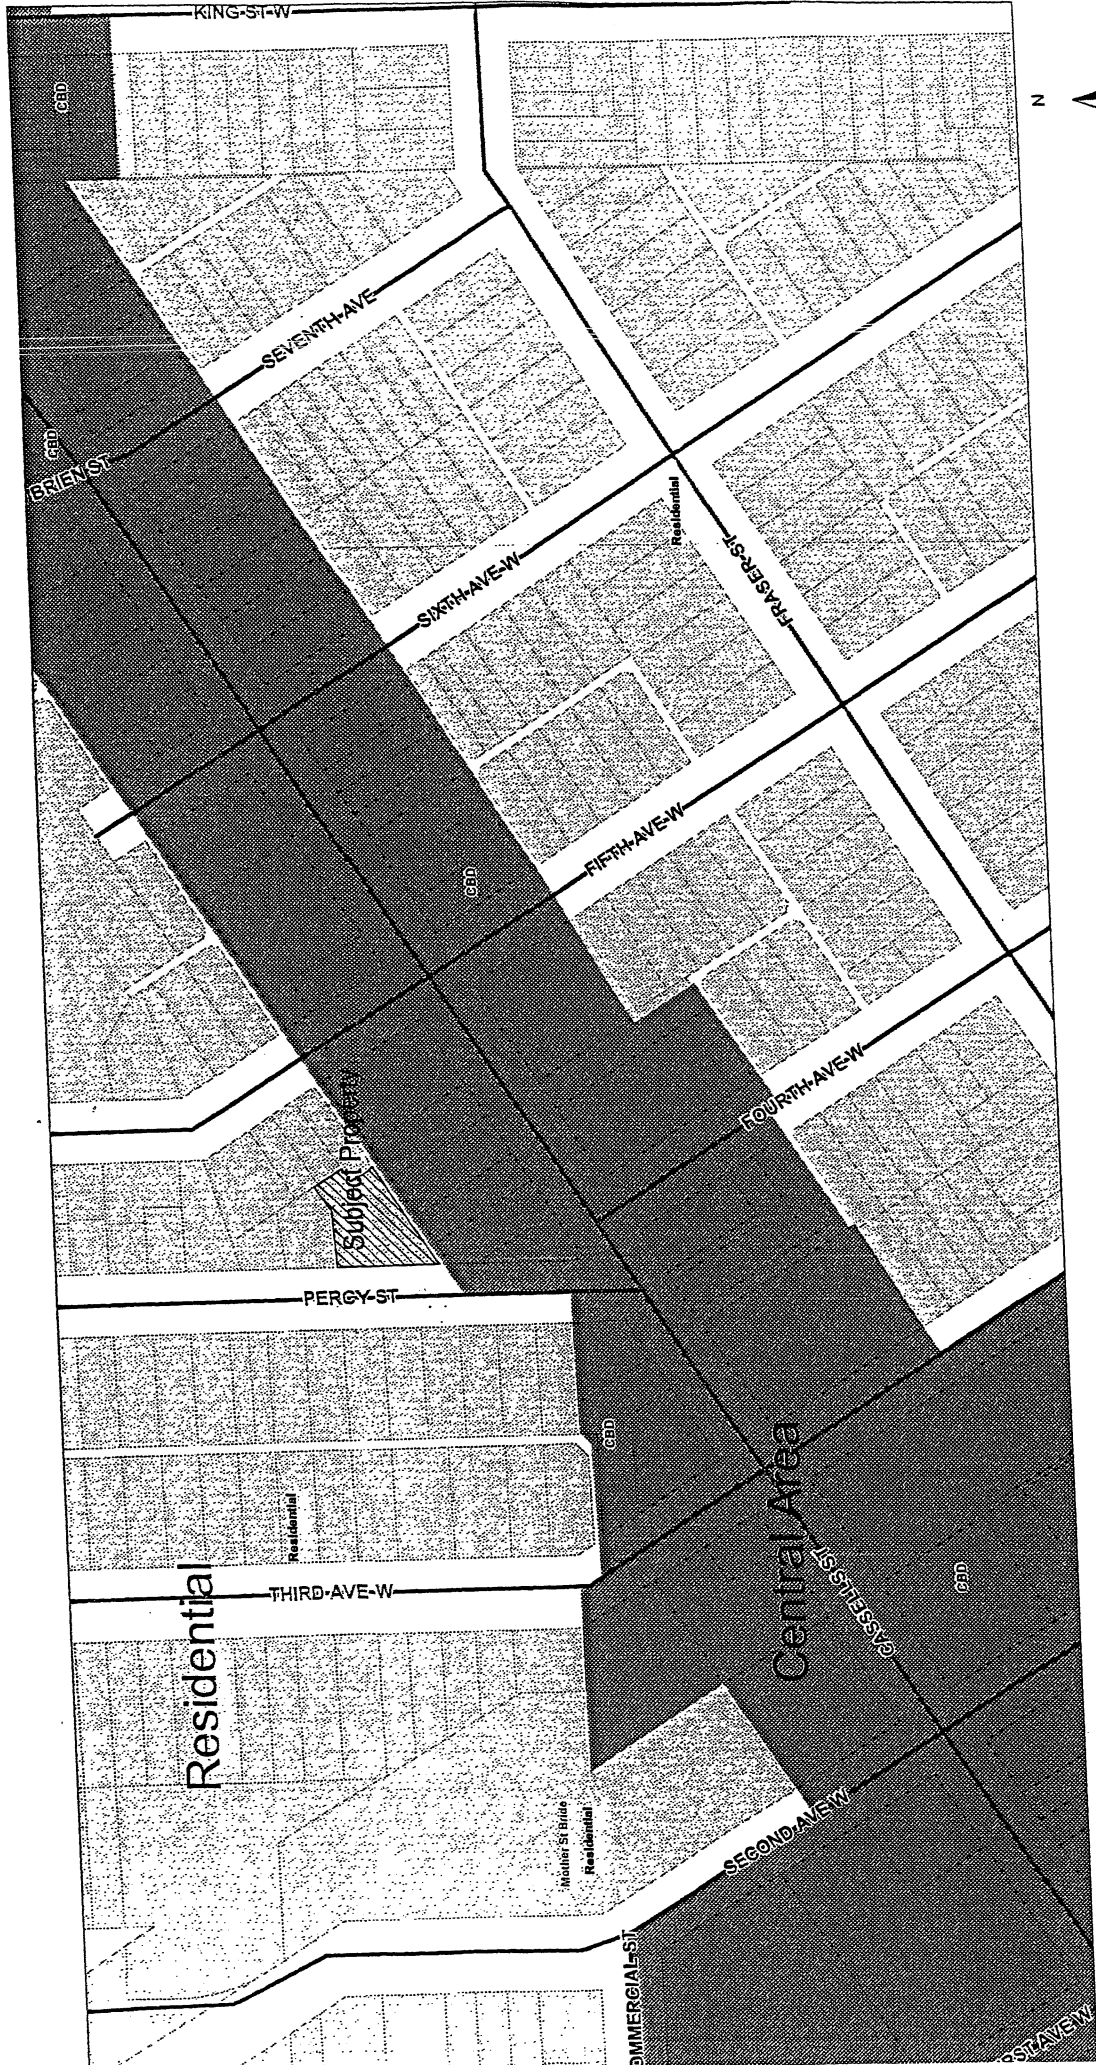 KING ST W
CBD
N
SEVENTH AVE
CBD
BRIEN ST
Residential
SIXTH AVE W
FRASER ST
FIFTH AVE W
CBD
FOURTH AVE W
Subject Property
PERCY ST
CBD
Central Area
Residential
Residential
THIRD AVE W
CASSELLS ST
CBD
Mother St Bride
Residential
SECOND AVE W
OMMERCIAL ST
RST AVE W